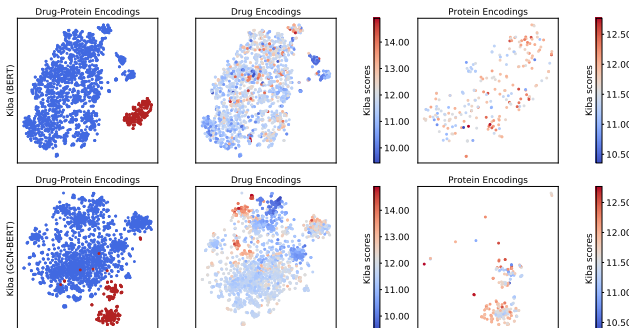 Drug-Protein Encodings
Drug Encodings
Protein Encodings
Kiba (BERT)
14.00
13.00
12.00
11.00
10.00
Kiba scores
12.50
12.00
11.50
11.00
10.50
Kiba scores
Drug-Protein Encodings
Drug Encodings
Protein Encodings
Kiba (GCN-BERT)
14.00
13.00
12.00
11.00
10.00
Kiba scores
12.50
12.00
11.50
11.00
10.50
Kiba scores